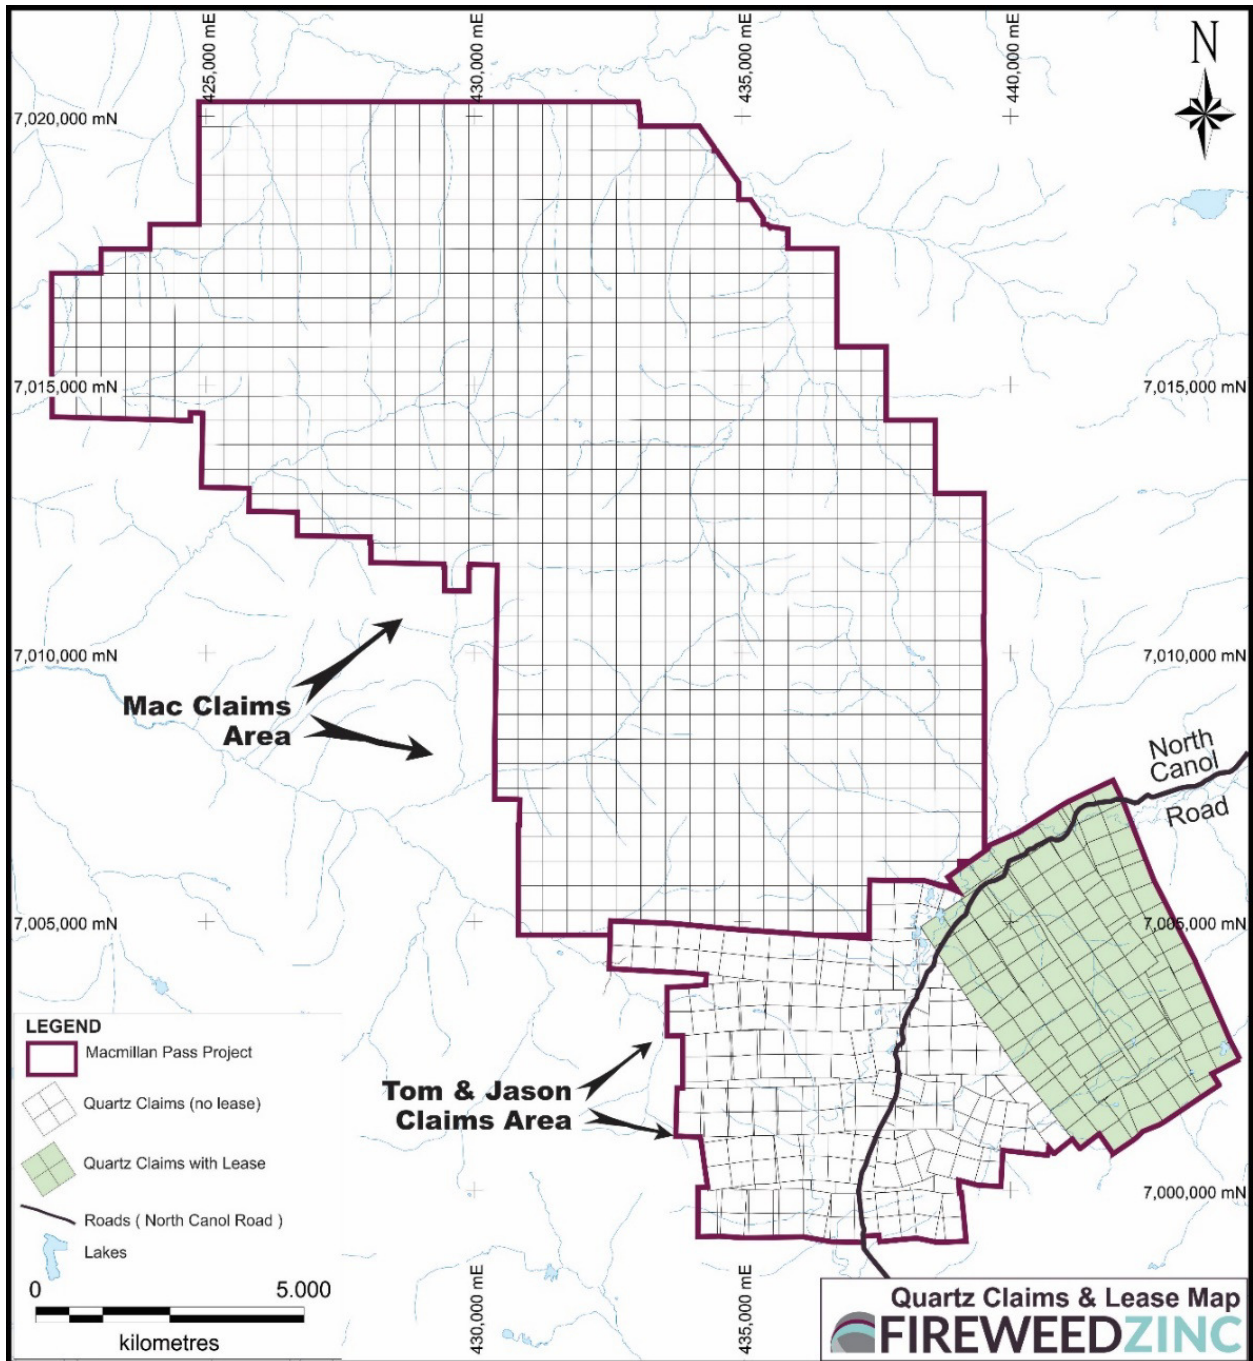 425,000 mE
430,000 mE
435,000 mE
440,000 mE
N
7,020,000 mN
7,015,000 mN
7,015,000 mN
7,010,000 mN
7,010,000 mN
Mac Claims
Area
North
Canol
Road
7,005,000 mN
7,005,000 mN
LEGEND
Macmillan Pass Project
Quartz Claims (no lease)
Quartz Claims with Lease
Roads ( North Canol Road )
Lakes
0 5.000
kilometres
Tom & Jason
Claims Area
7,000,000 mN
430,000 mE
435,000 mE
Quartz Claims & Lease Map
FIREWEEDZINC